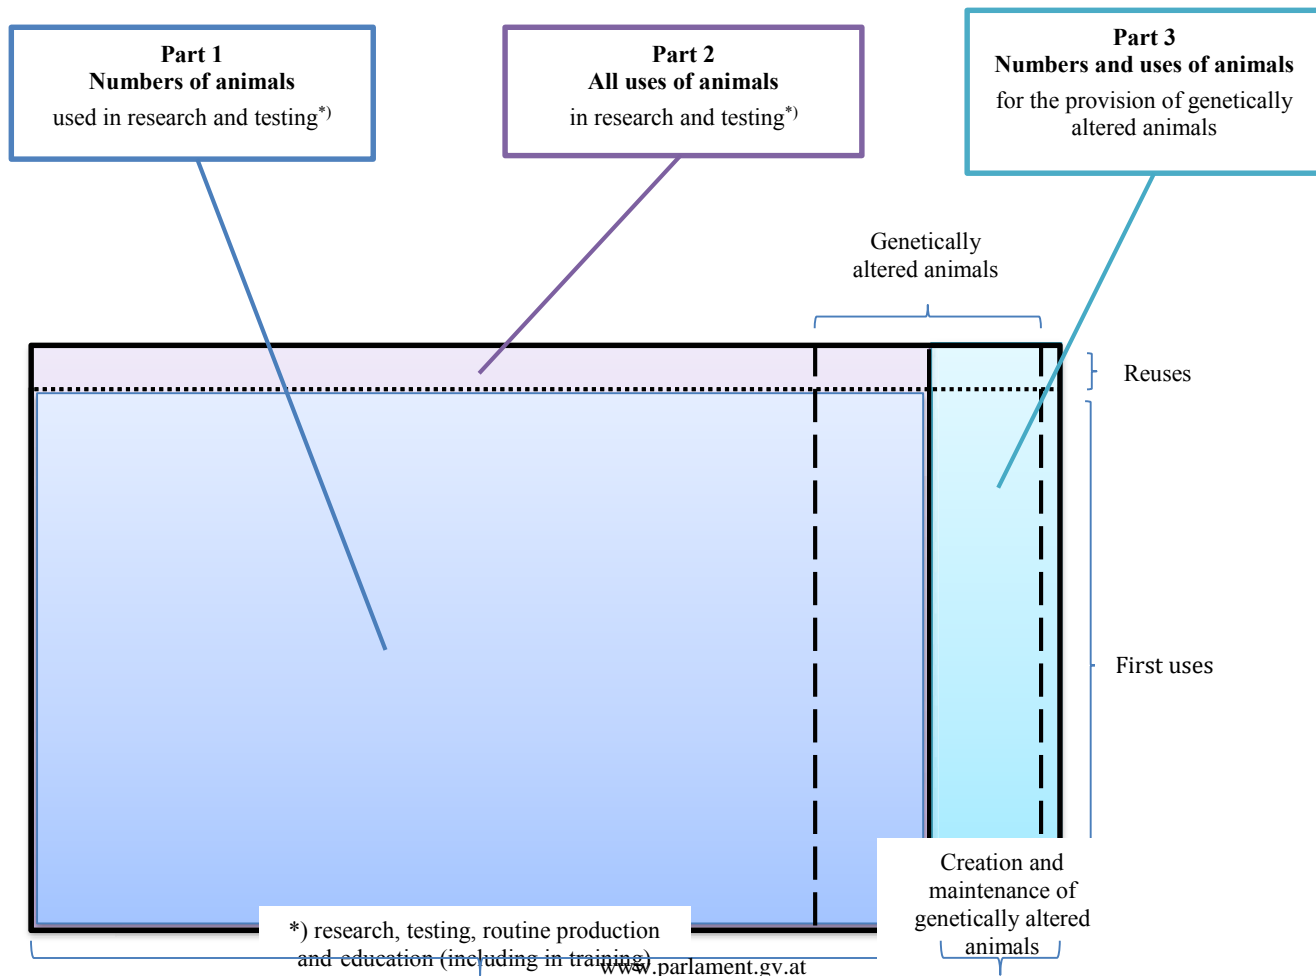 Part 1
Numbers of animals
used in research and testing*)
Part 2
All uses of animals
in research and testing*)
Part 3
Numbers and uses of animals
for the provision of genetically
altered animals
Genetically
altered animals
Reuses
First uses
Creation and
maintenance of
genetically altered
animals
*) research, testing, routine production
and education (including in training)
www.parlament.gv.at